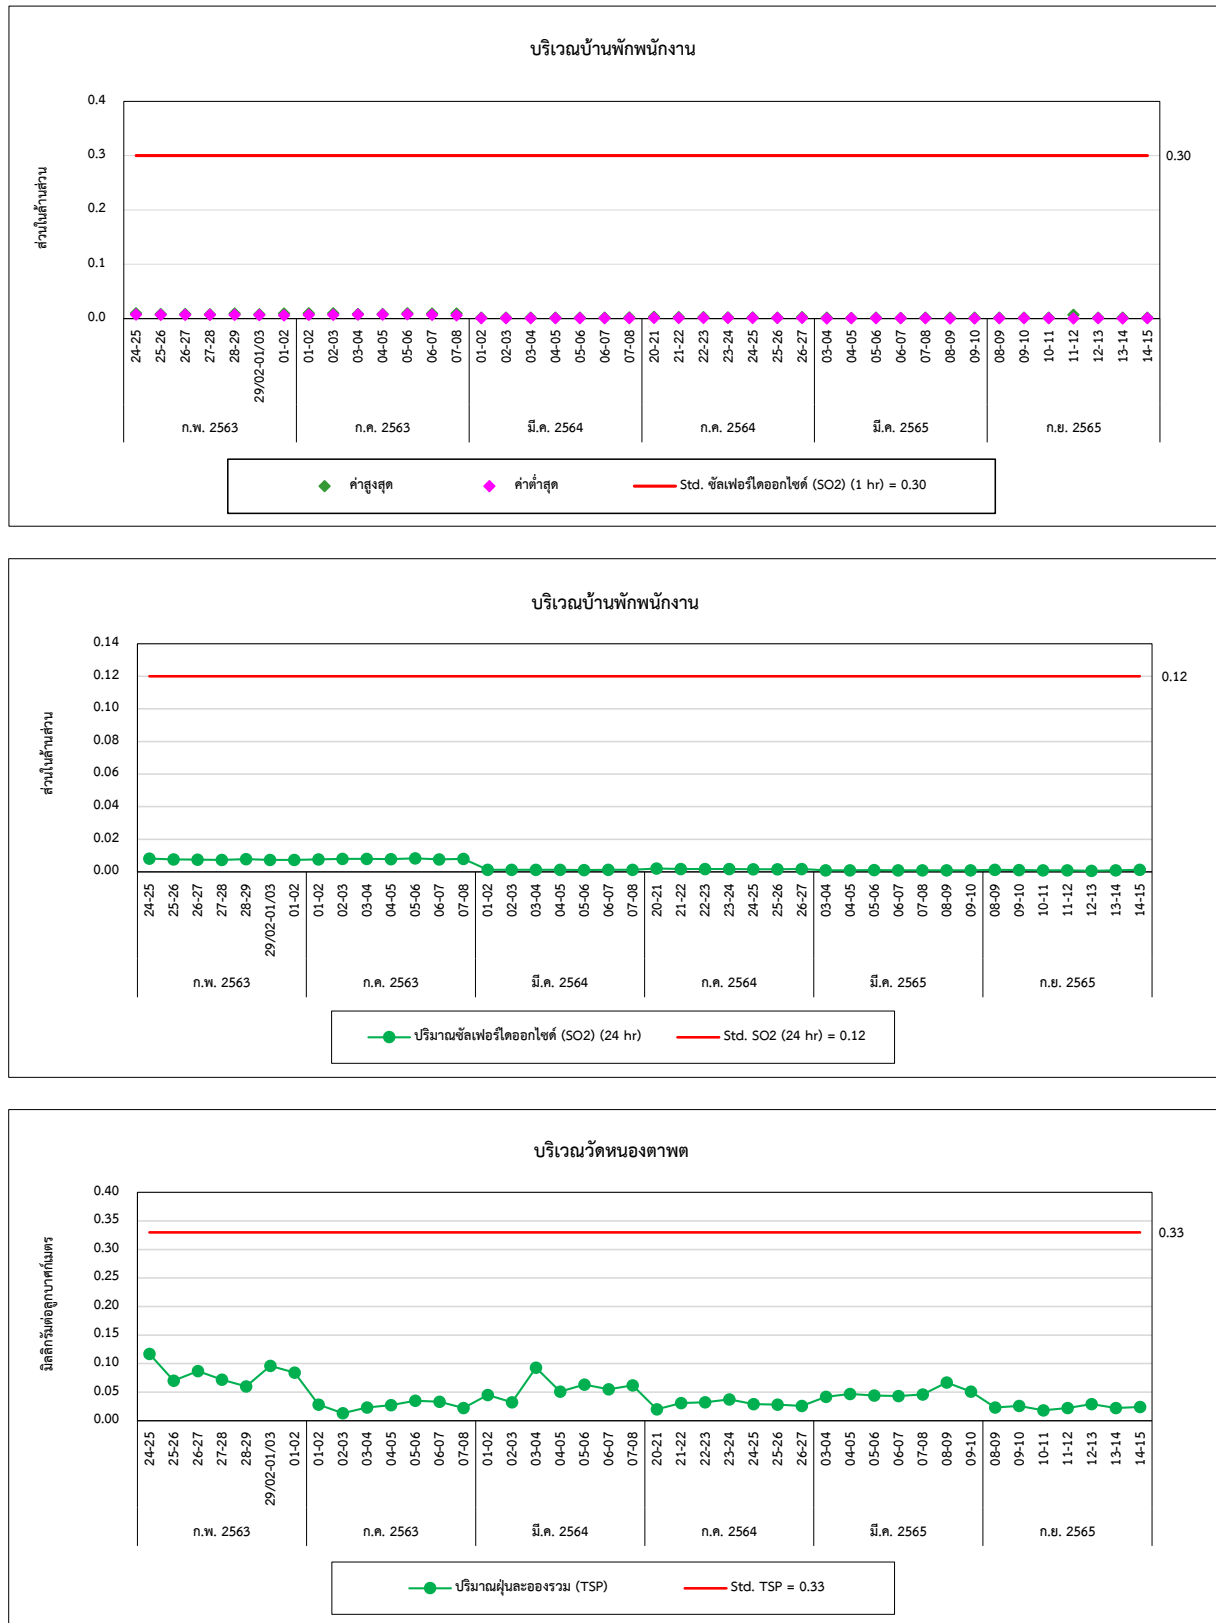 บริเวณบ้านพักพนักงาน
0.4
0.3
0.2
0.1
0.0
ส่วนในล้านส่วน
0.30
24-25 25-26 26-27 27-28 28-29 29/02-01/03 01-02 01-02 02-03 03-04 04-05 05-06 06-07 07-08 01-02 02-03 03-04 04-05 05-06 06-07 07-08 20-21 21-22 22-23 23-24 24-25 25-26 26-27 03-04 04-05 05-06 06-07 07-08 08-09 09-10 08-09 09-10 10-11 11-12 12-13 13-14 14-15
ก.พ. 2563 ก.ค. 2563 มี.ค. 2564 ก.ค. 2564 มี.ค. 2565 ก.ย. 2565
ค่าสูงสุด ค่าต่ำสุด Std. ซัลเฟอร์ไดออกไซด์ (SO2) (1 hr) = 0.30
บริเวณบ้านพักพนักงาน
0.14
0.12
0.10
0.08
0.06
0.04
0.02
0.00
ส่วนในล้านส่วน
0.12
24-25 25-26 26-27 27-28 28-29 29/02-01/03 01-02 01-02 02-03 03-04 04-05 05-06 06-07 07-08 01-02 02-03 03-04 04-05 05-06 06-07 07-08 20-21 21-22 22-23 23-24 24-25 25-26 26-27 03-04 04-05 05-06 06-07 07-08 08-09 09-10 08-09 09-10 10-11 11-12 12-13 13-14 14-15
ก.พ. 2563 ก.ค. 2563 มี.ค. 2564 ก.ค. 2564 มี.ค. 2565 ก.ย. 2565
ปริมาณซัลเฟอร์ไดออกไซด์ (SO2) (24 hr) Std. SO2 (24 hr) = 0.12
บริเวณวัดหนองตาพต
0.40
0.35
0.30
0.25
0.20
0.15
0.10
0.05
0.00
มิลลิกรัมต่อลูกบาศก์เมตร
0.33
24-25 25-26 26-27 27-28 28-29 29/02-01/03 01-02 01-02 02-03 03-04 04-05 05-06 06-07 07-08 01-02 02-03 03-04 04-05 05-06 06-07 07-08 20-21 21-22 22-23 23-24 24-25 25-26 26-27 03-04 04-05 05-06 06-07 07-08 08-09 09-10 08-09 09-10 10-11 11-12 12-13 13-14 14-15
ก.พ. 2563 ก.ค. 2563 มี.ค. 2564 ก.ค. 2564 มี.ค. 2565 ก.ย. 2565
ปริมาณฝุ่นละอองรวม (TSP) Std. TSP = 0.33